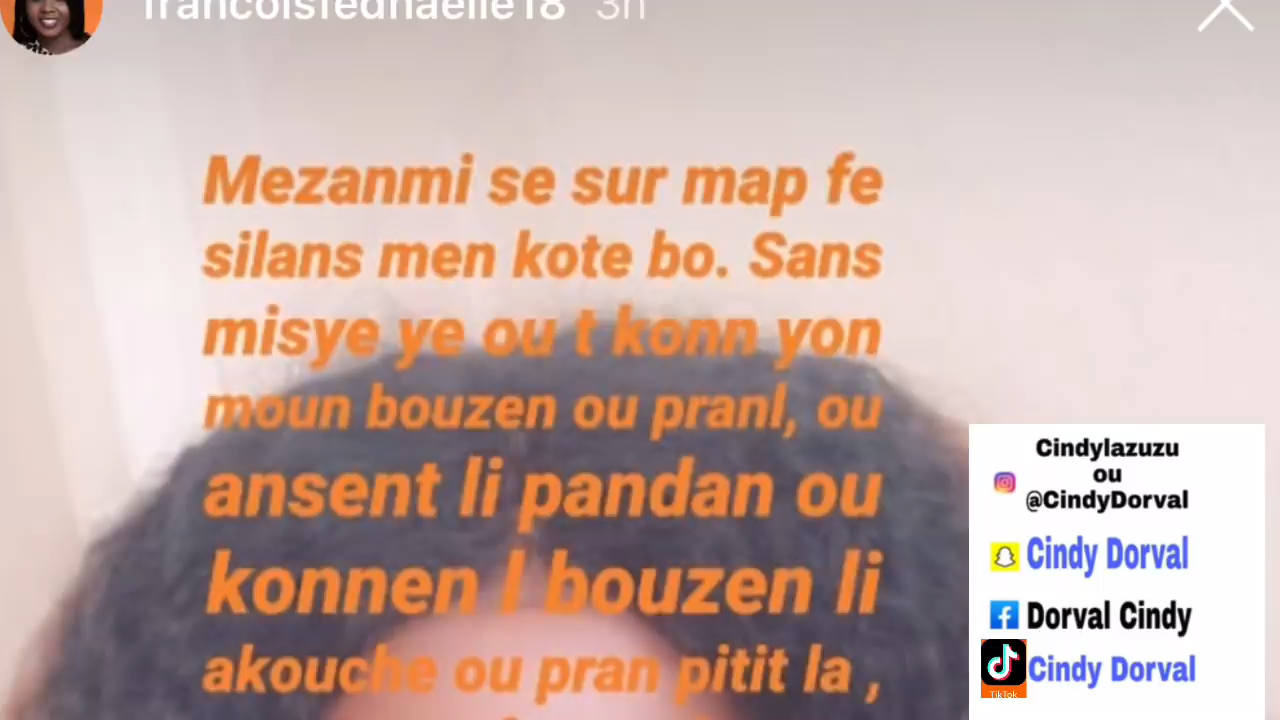 francoisfednaelle18 3h
Mezanmi se sur map fe
silans men kote bo. Sans
misye ye ou t konn yon
moun bouzen ou pranl, ou
ansent li pandan ou
konnen l bouzen li
akouche ou pran pitit la ,
Cindylazuzu
ou
@CindyDorval
Cindy Dorval
Dorval Cindy
TikTok
Cindy Dorval